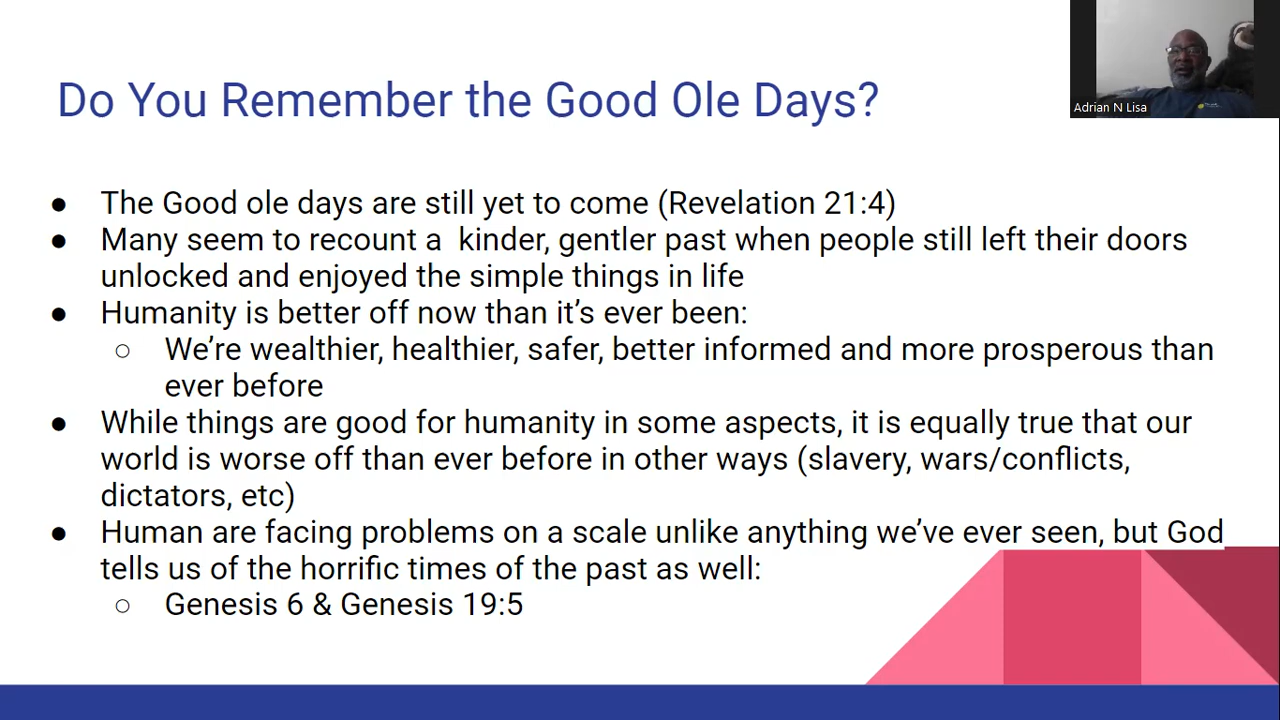 Do You Remember the Good Ole Days?
Adrian N Lisa
● The Good ole days are still yet to come (Revelation 21:4)
● Many seem to recount a  kinder, gentler past when people still left their doors
unlocked and enjoyed the simple things in life
● Humanity is better off now than it’s ever been:
○ We’re wealthier, healthier, safer, better informed and more prosperous than
ever before
● While things are good for humanity in some aspects, it is equally true that our
world is worse off than ever before in other ways (slavery, wars/conflicts,
dictators, etc)
● Human are facing problems on a scale unlike anything we’ve ever seen, but God
tells us of the horrific times of the past as well:
○ Genesis 6 & Genesis 19:5